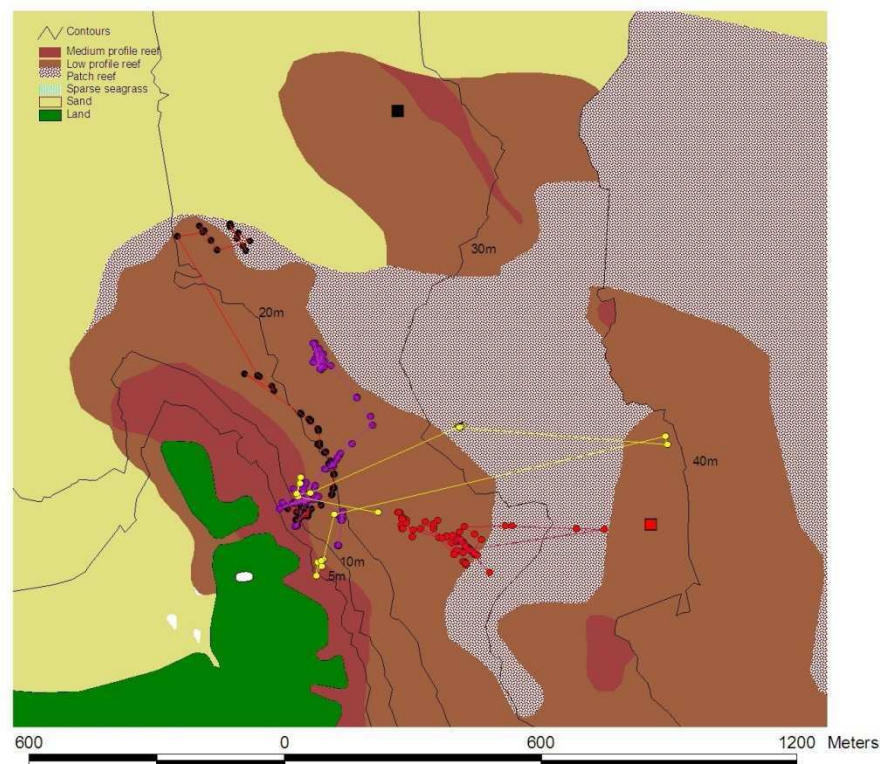 Contours
Medium profile reef
Low profile reef
Patch reef
Sparse seagrass
Sand
Land
30m
20m
40m
10m
5m
600 0 600 1200 Meters